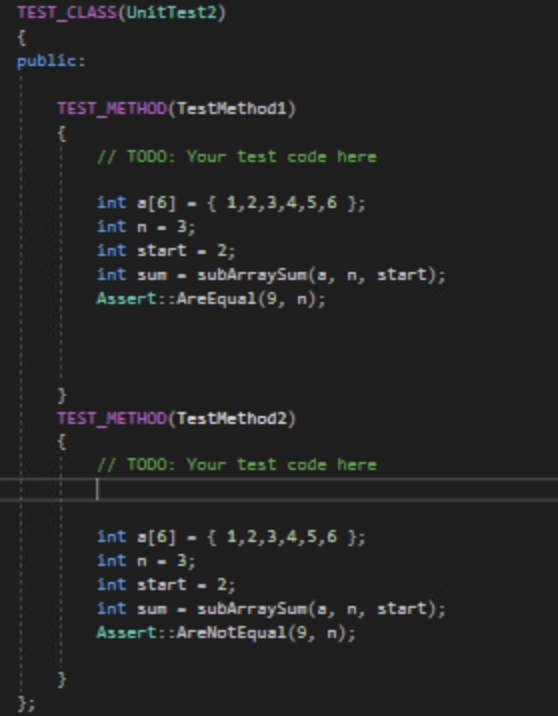 TEST_CLASS(UnitTest2)
{
public:
TEST_METHOD(TestMethod1)
{
// TODO: Your test code here
int a[6] = { 1,2,3,4,5,6 };
int n = 3;
int start = 2;
int sum = subArraySum(a, n, start);
Assert::AreEqual(9, n);
}
TEST_METHOD(TestMethod2)
{
// TODO: Your test code here
int a[6] = { 1,2,3,4,5,6 };
int n = 3;
int start = 2;
int sum = subArraySum(a, n, start);
Assert::AreNotEqual(9, n);
}
};